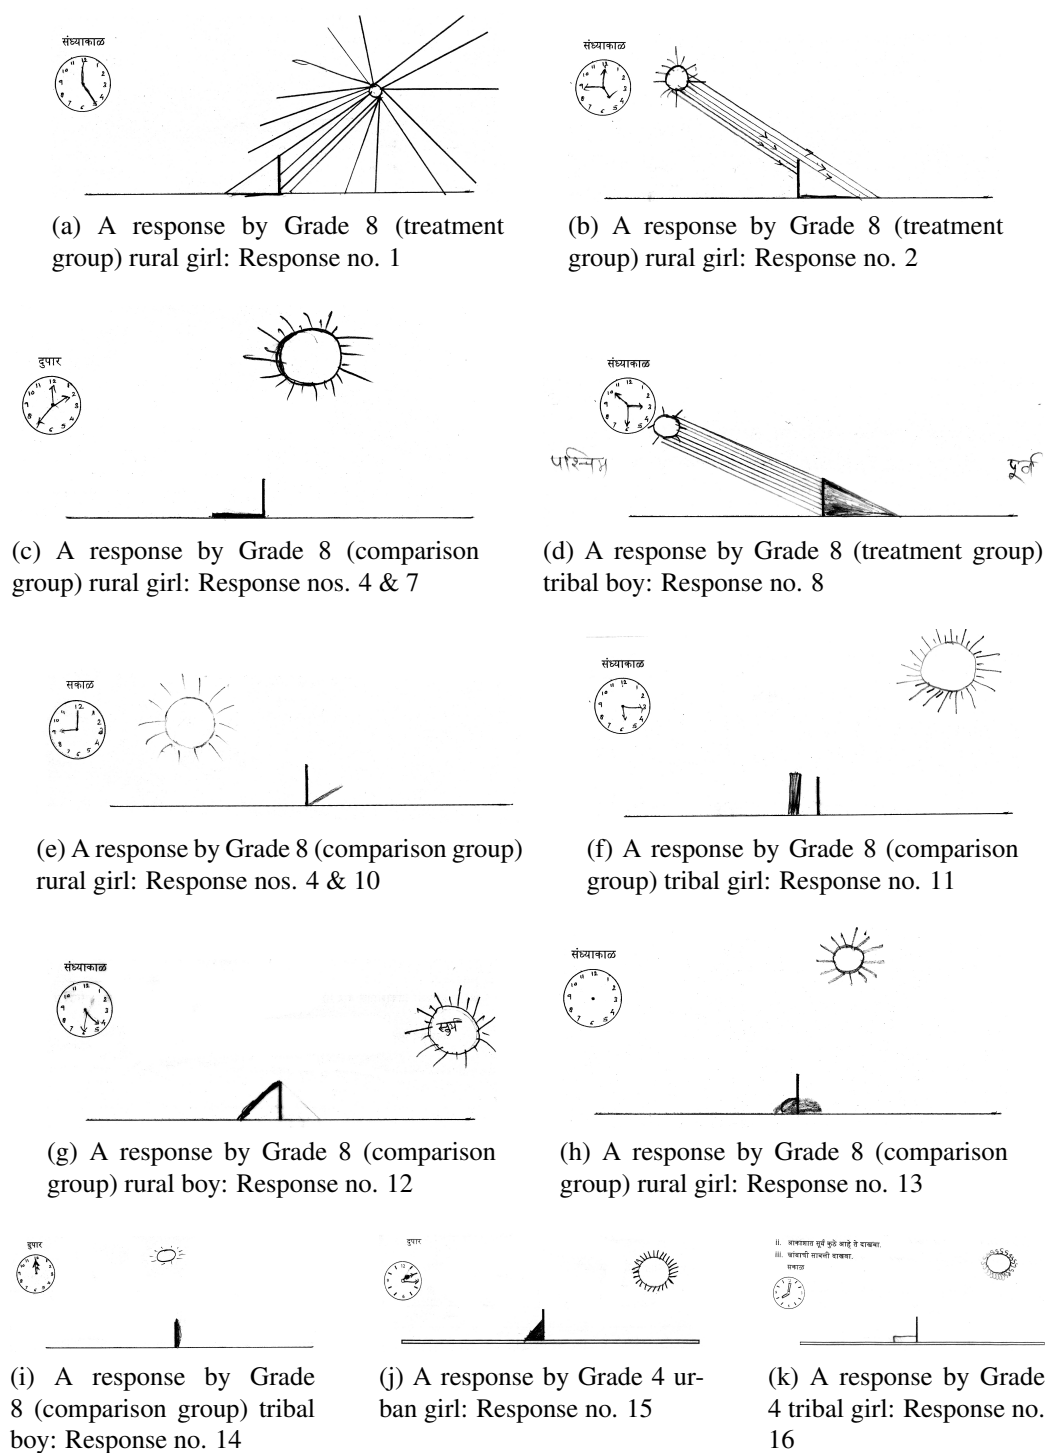 संध्याकाळ
संध्याकाळ
(a) A response by Grade 8 (treatment
group) rural girl: Response no. 1
(b) A response by Grade 8 (treatment
group) rural girl: Response no. 2
दुपार
संध्याकाळ
पश्चिम
पूर्व
(c) A response by Grade 8 (comparison
group) rural girl: Response nos. 4 & 7
(d) A response by Grade 8 (treatment group)
tribal boy: Response no. 8
सकाळ
संध्याकाळ
(e) A response by Grade 8 (comparison group)
rural girl: Response nos. 4 & 10
(f) A response by Grade 8 (comparison
group) tribal girl: Response no. 11
संध्याकाळ
सुर्य
संध्याकाळ
(g) A response by Grade 8 (comparison
group) rural boy: Response no. 12
(h) A response by Grade 8 (comparison
group) rural girl: Response no. 13
दुपार
दुपार
ii. आकाशात सूर्य कुठे आहे ते दाखवा.
iii. खांबाची सावली दाखवा.
सकाळ
(i) A response by Grade
8 (comparison group) tribal
boy: Response no. 14
(j) A response by Grade 4 ur-
ban girl: Response no. 15
(k) A response by Grade
4 tribal girl: Response no.
16